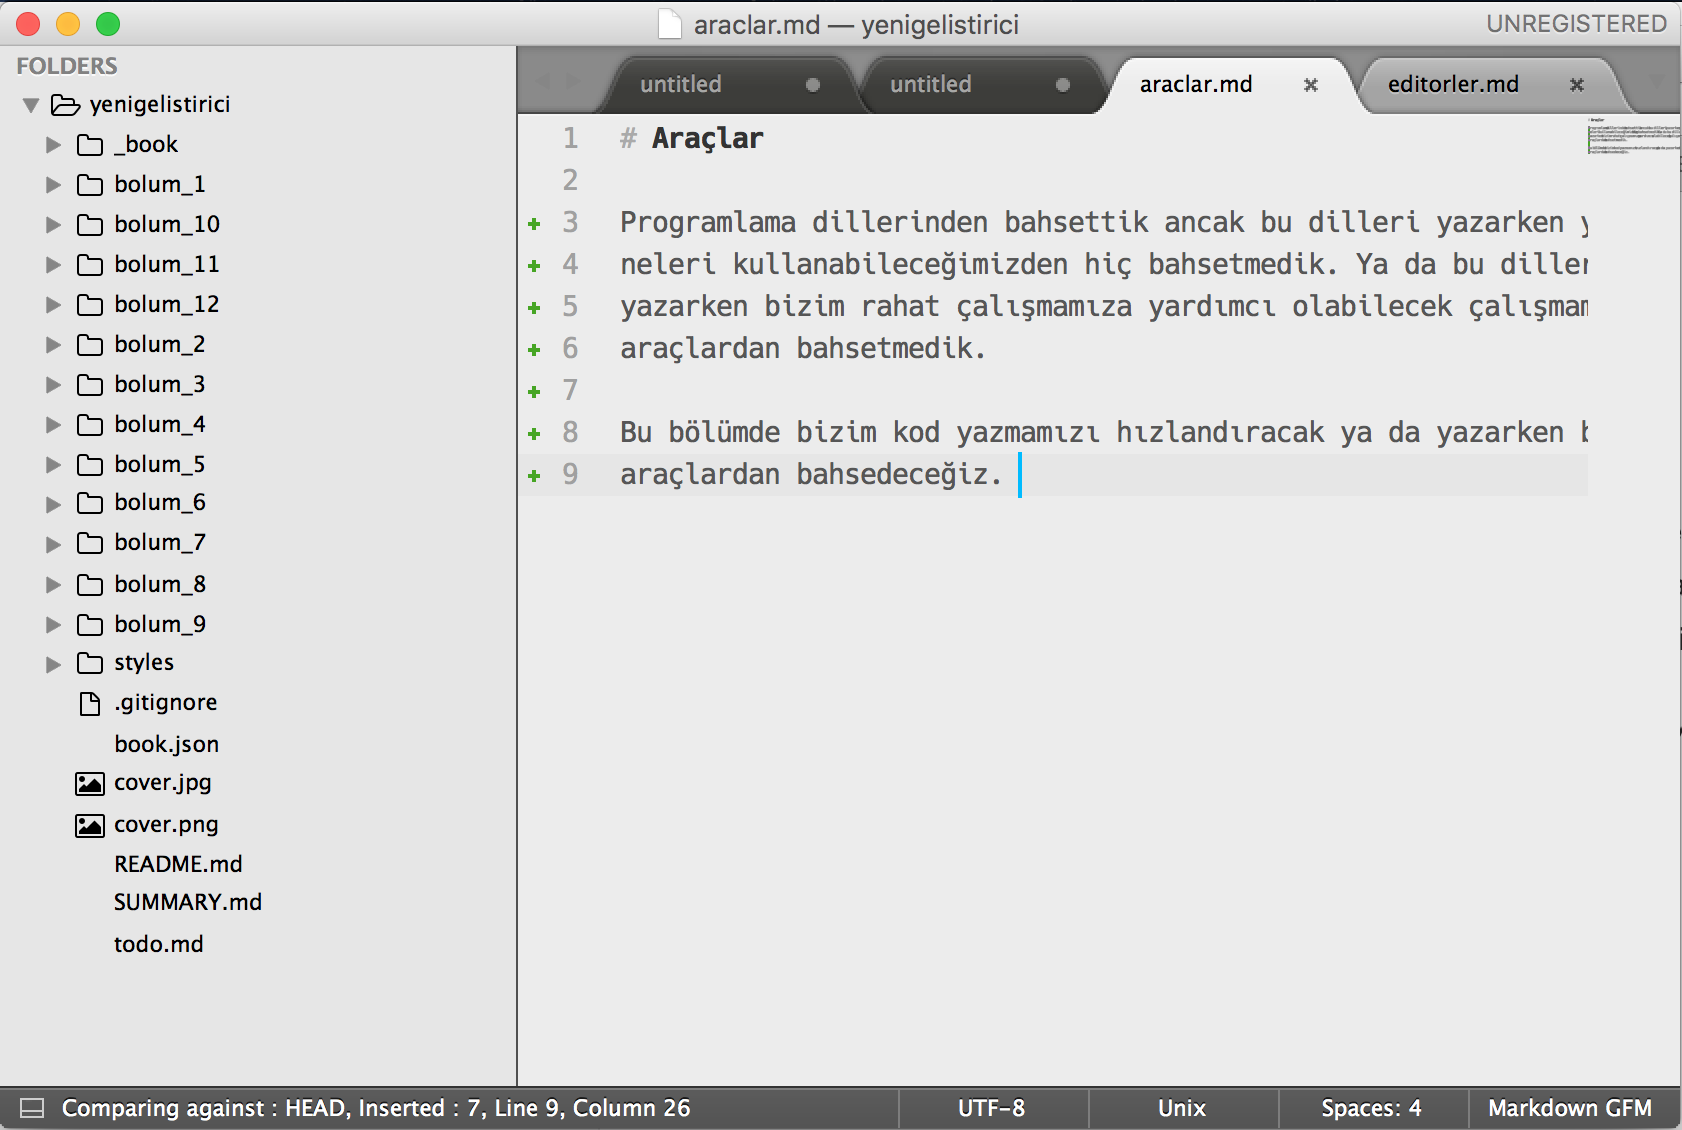 araclar.md — yenigelistirici
UNREGISTERED
FOLDERS
yenigelistirici
_book
bolum_1
bolum_10
bolum_11
bolum_12
bolum_2
bolum_3
bolum_4
bolum_5
bolum_6
bolum_7
bolum_8
bolum_9
styles
.gitignore
book.json
cover.jpg
cover.png
README.md
SUMMARY.md
todo.md
untitled
untitled
araclar.md
editorler.md
1 # Araçlar
2
3 Programlama dillerinden bahsettik ancak bu dilleri yazarken
4 neleri kullanabileceğimizden hiç bahsetmedik. Ya da bu diller
5 yazarken bizim rahat çalışmamıza yardımcı olabilecek çalışmam
6 araçlardan bahsetmedik.
7
8 Bu bölümde bizim kod yazmamızı hızlandıracak ya da yazarken b
9 araçlardan bahsedeceğiz.
Comparing against : HEAD, Inserted : 7, Line 9, Column 26
UTF-8
Unix
Spaces: 4
Markdown GFM